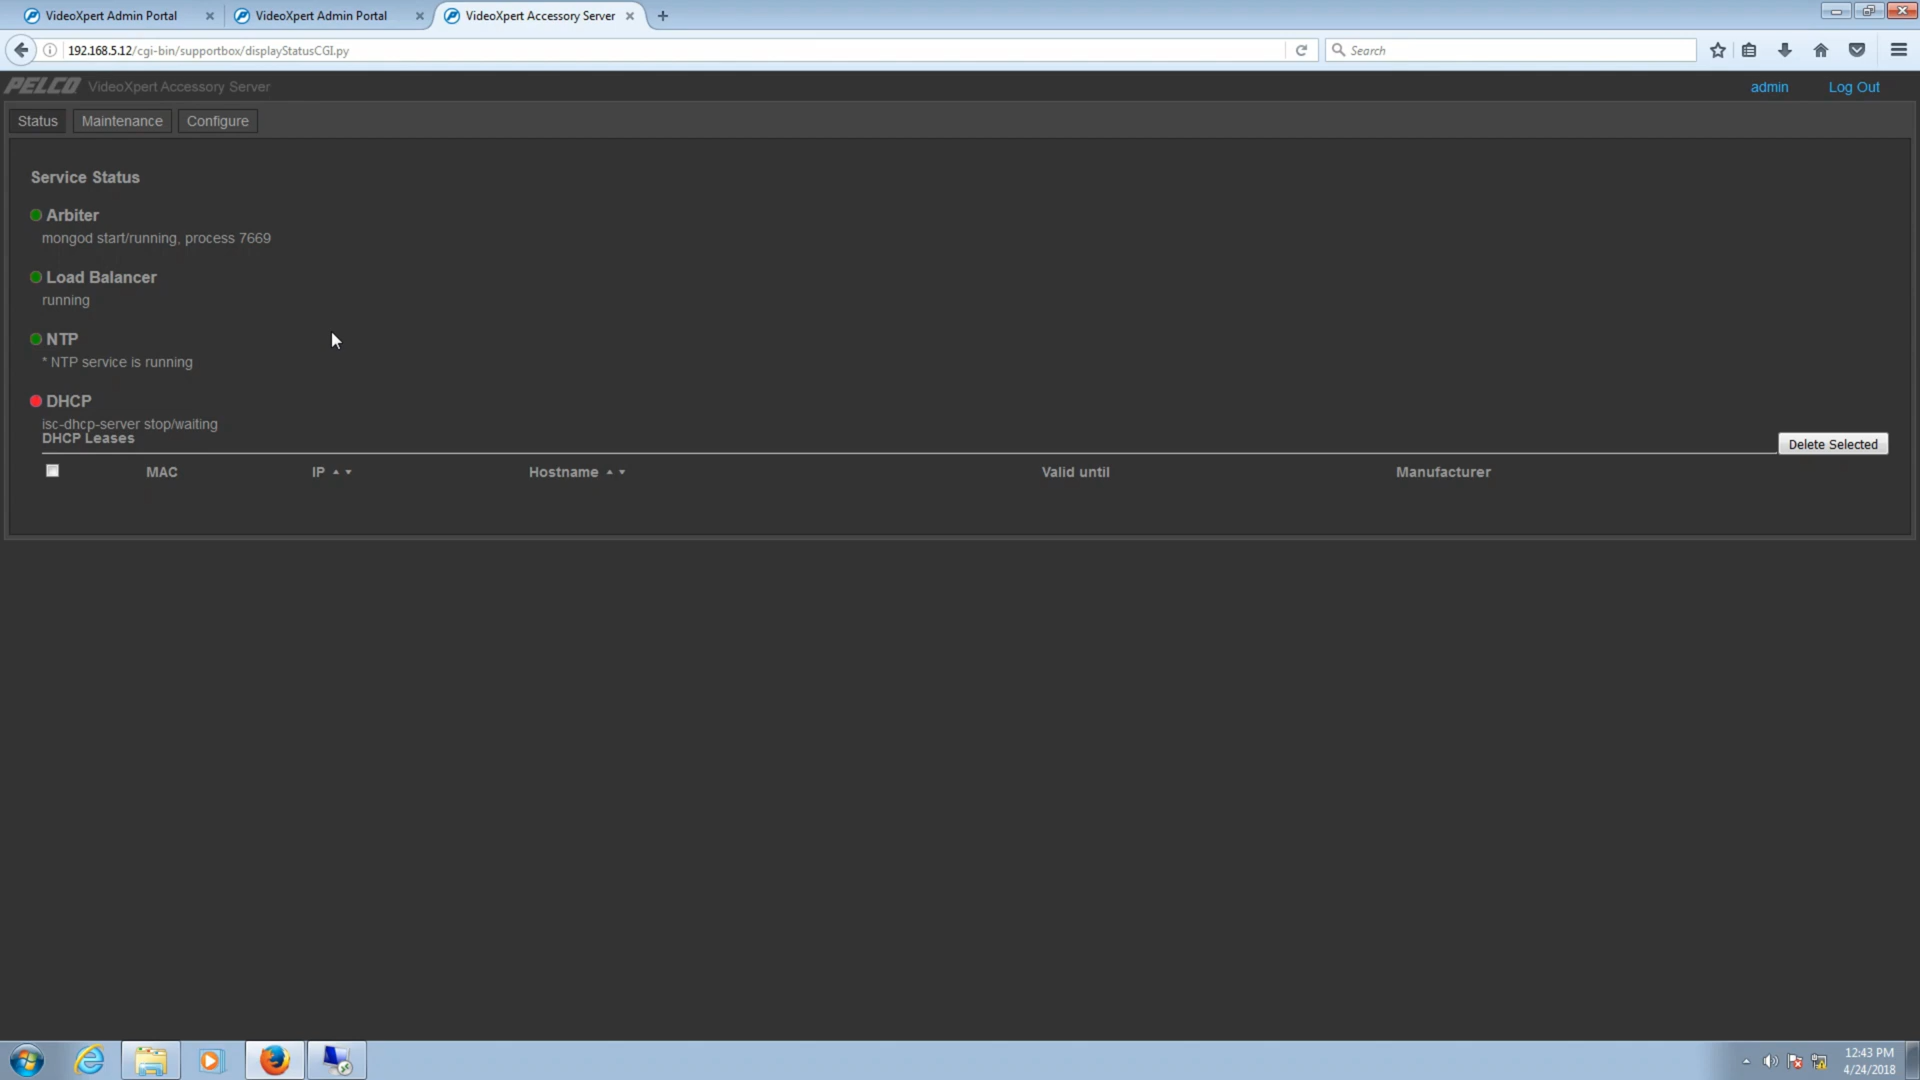 VideoXpert Admin Portal VideoXpert Admin Portal VideoXpert Accessory Server
192.168.5.12/cgi-bin/supportbox/displayStatusCGI.py Search
PELCO VideoXpert Accessory Server admin Log Out
Status Maintenance Configure
Service Status
Arbiter
mongod start/running, process 7669
Load Balancer
running
NTP
* NTP service is running
DHCP
isc-dhcp-server stop/waiting
DHCP Leases
Delete Selected
MAC IP Hostname Valid until Manufacturer
12:43 PM
4/24/2018